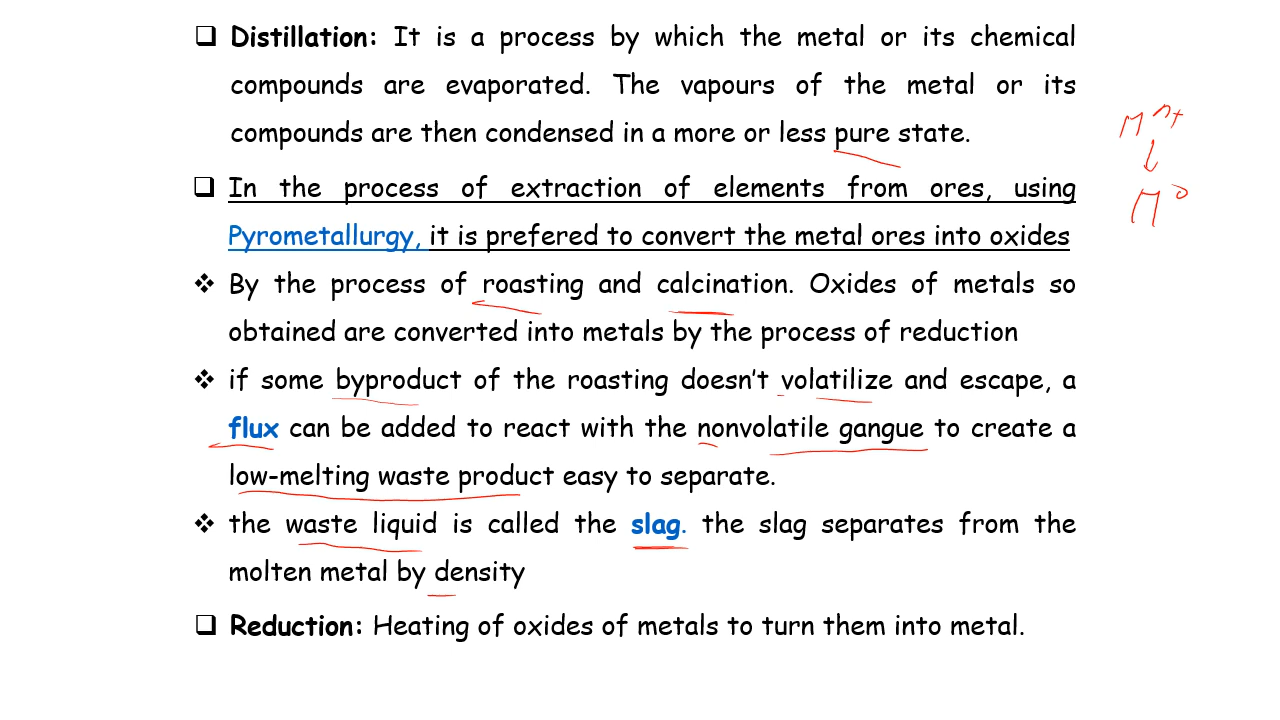 ❑ Distillation: It is a process by which the metal or its chemical
compounds are evaporated. The vapours of the metal or its
compounds are then condensed in a more or less pure state.
M n+
↓
M 0
❑ In the process of extraction of elements from ores, using
Pyrometallurgy, it is prefered to convert the metal ores into oxides
❖ By the process of roasting and calcination. Oxides of metals so
obtained are converted into metals by the process of reduction
❖ if some byproduct of the roasting doesn't volatilize and escape, a
flux can be added to react with the nonvolatile gangue to create a
low-melting waste product easy to separate.
❖ the waste liquid is called the slag. the slag separates from the
molten metal by density
❑ Reduction: Heating of oxides of metals to turn them into metal.